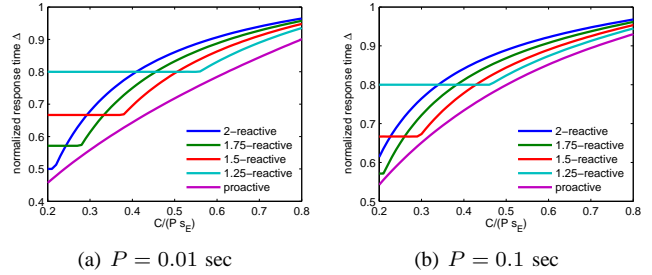 normalized response time Δ
1
0.9
0.8
0.7
0.6
0.5
0.4
0.2 0.3 0.4 0.5 0.6 0.7 0.8
C/(P s_E)
2−reactive
1.75−reactive
1.5−reactive
1.25−reactive
proactive
(a) P = 0.01 sec
normalized response time Δ
1
0.9
0.8
0.7
0.6
0.5
0.2 0.3 0.4 0.5 0.6 0.7 0.8
C/(P s_E)
2−reactive
1.75−reactive
1.5−reactive
1.25−reactive
proactive
(b) P = 0.1 sec